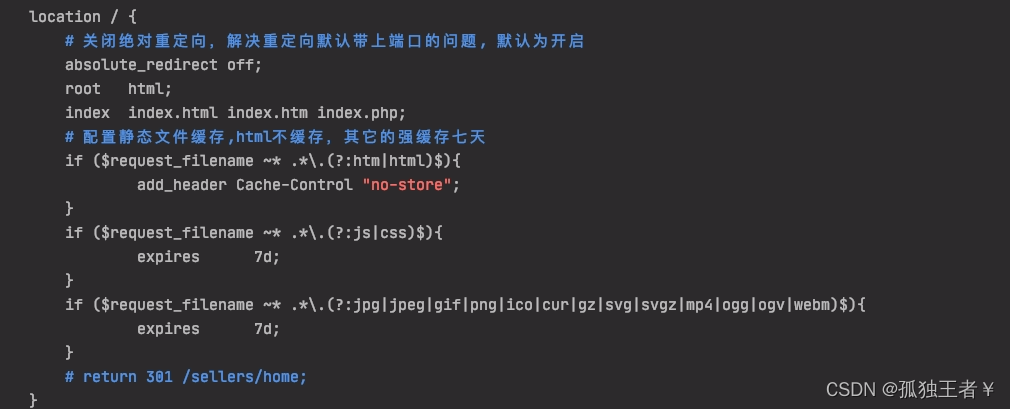 location / {
# 关闭绝对重定向，解决重定向默认带上端口的问题, 默认为开启
absolute_redirect off;
root   html;
index  index.html index.htm index.php;
# 配置静态文件缓存,html不缓存，其它的强缓存七天
if ($request_filename ~* .*\.(?:htm|html)$){
add_header Cache-Control "no-store";
}
if ($request_filename ~* .*\.(?:js|css)$){
expires      7d;
}
if ($request_filename ~* .*\.(?:jpg|jpeg|gif|png|ico|cur|gz|svg|svgz|mp4|ogg|ogv|webm)$){
expires      7d;
}
# return 301 /sellers/home;
}
CSDN @孤独王者￥